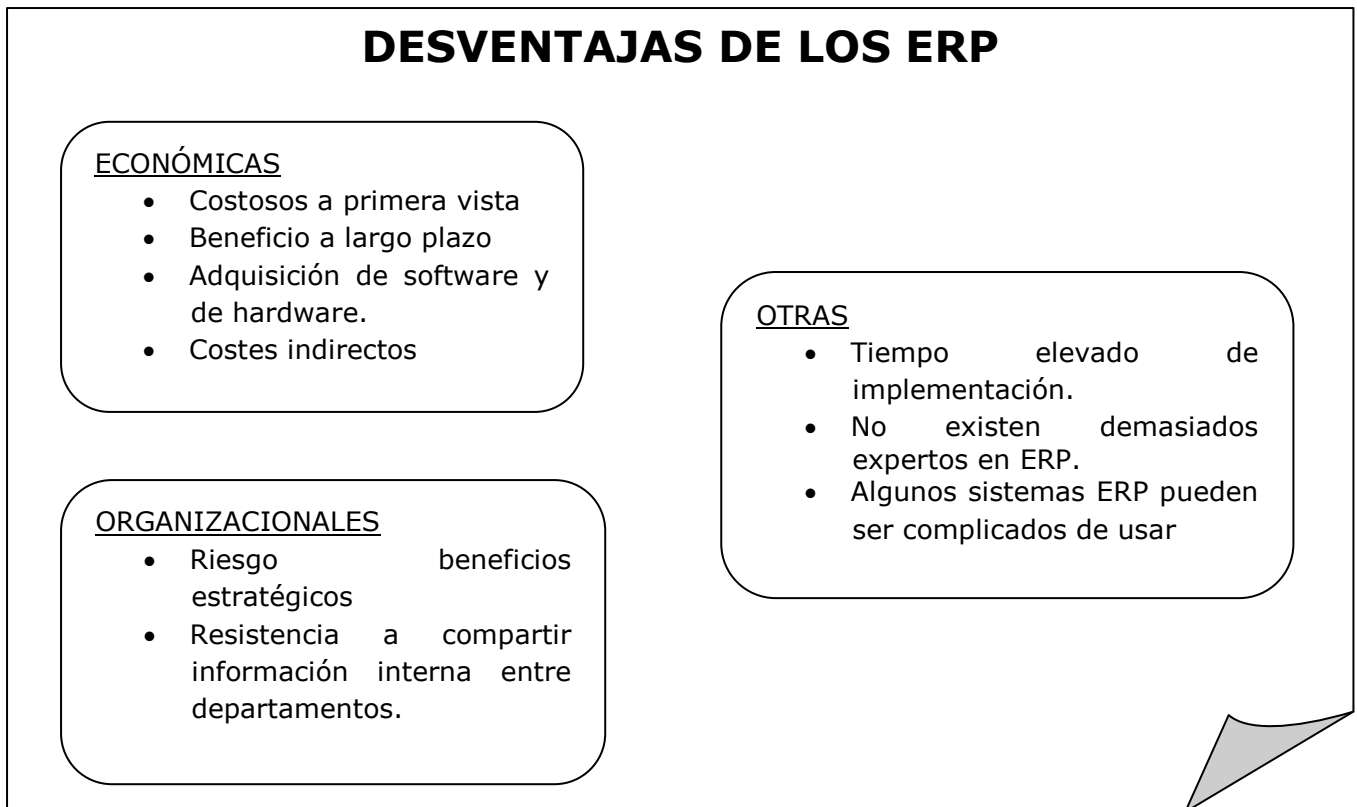 DESVENTAJAS DE LOS ERP
ECONÓMICAS
• Costosos a primera vista
• Beneficio a largo plazo
• Adquisición de software y
de hardware.
• Costes indirectos
ORGANIZACIONALES
• Riesgo beneficios
estratégicos
• Resistencia a compartir
información interna entre
departamentos.
OTRAS
• Tiempo elevado de
implementación.
• No existen demasiados
expertos en ERP.
• Algunos sistemas ERP pueden
ser complicados de usar